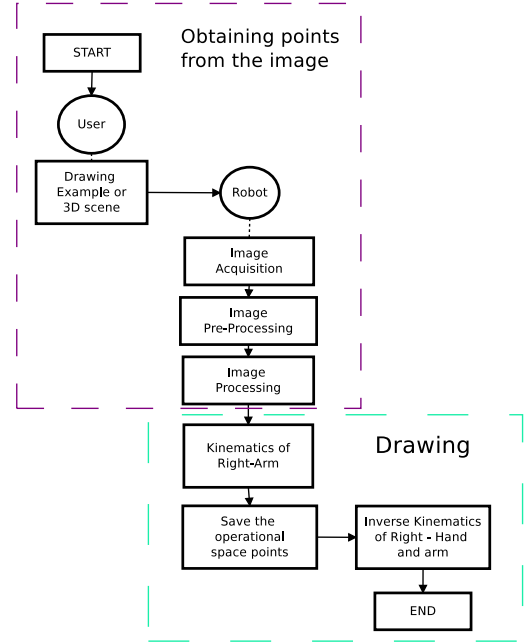 Obtaining points
from the image
START
User
Drawing
Example or
3D scene
Robot
Image
Acquisition
Image
Pre-Processing
Image
Processing
Drawing
Kinematics of
Right-Arm
Save the
operational
space points
Inverse Kinematics
of Right - Hand
and arm
END